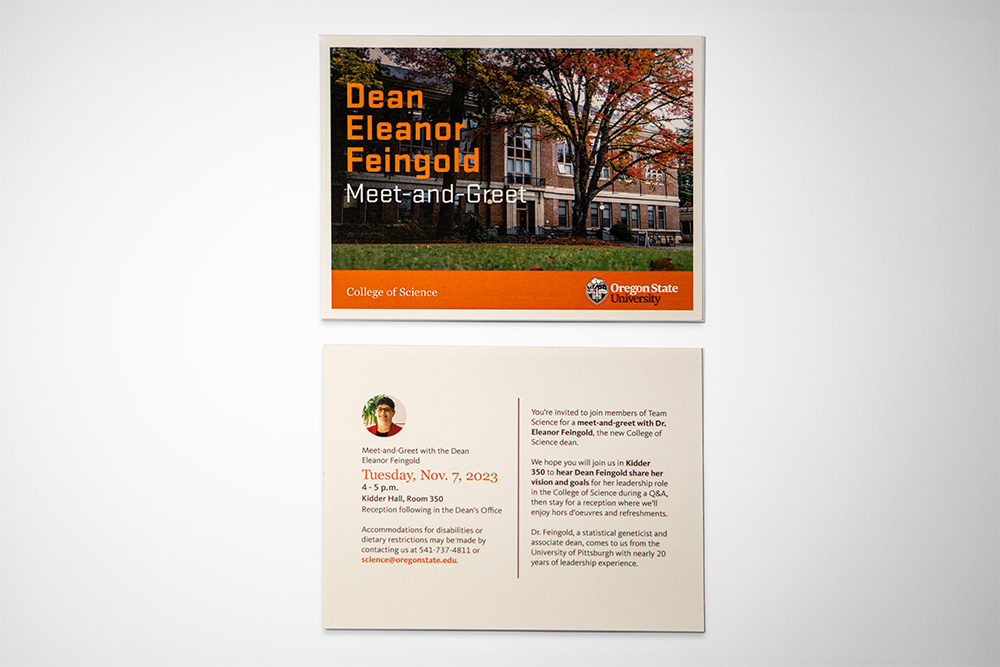 Dean
Eleanor
Feingold
Meet-and-Greet
College of Science
Oregon State
University
Meet-and-Greet with the Dean
Eleanor Feingold
Tuesday, Nov. 7, 2023
4 - 5 p.m.
Kidder Hall, Room 350
Reception following in the Dean's Office
Accommodations for disabilities or
dietary restrictions may be made by
contacting us at 541-737-4811 or
science@oregonstate.edu.
You're invited to join members of Team
Science for a meet-and-greet with Dr.
Eleanor Feingold, the new College of
Science dean.
We hope you will join us in Kidder
350 to hear Dean Feingold share her
vision and goals for her leadership role
in the College of Science during a Q&A,
then stay for a reception where we'll
enjoy hors d'oeuvres and refreshments.
Dr. Feingold, a statistical geneticist and
associate dean, comes to us from the
University of Pittsburgh with nearly 20
years of leadership experience.